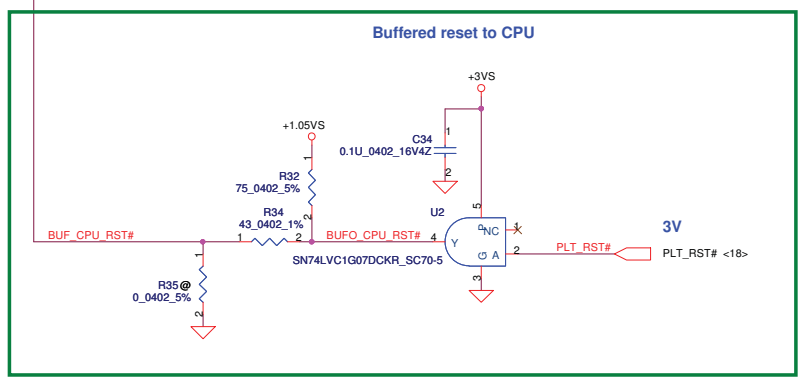 Buffered reset to CPU
+3VS
+1.05VS
1
C34
0.1U_0402_16V4Z
2
1
R32
75_0402_5%
2
5
U2
P
NC
1
3V
R34
43_0402_1%
BUF_CPU_RST#
1
2
BUFO_CPU_RST#
4
Y
G
A
2
PLT_RST#
PLT_RST# <18>
SN74LVC1G07DCKR_SC70-5
3
1
R35@
0_0402_5%
2